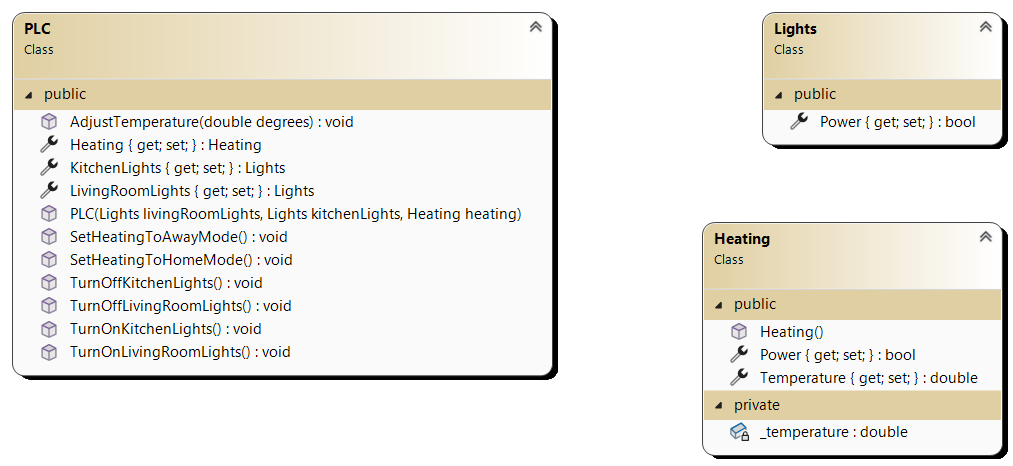 PLC
Class
public
AdjustTemperature(double degrees) : void
Heating { get; set; } : Heating
KitchenLights { get; set; } : Lights
LivingRoomLights { get; set; } : Lights
PLC(Lights livingRoomLights, Lights kitchenLights, Heating heating)
SetHeatingToAwayMode() : void
SetHeatingToHomeMode() : void
TurnOffKitchenLights() : void
TurnOffLivingRoomLights() : void
TurnOnKitchenLights() : void
TurnOnLivingRoomLights() : void
Lights
Class
public
Power { get; set; } : bool
Heating
Class
public
Heating()
Power { get; set; } : bool
Temperature { get; set; } : double
private
_temperature : double